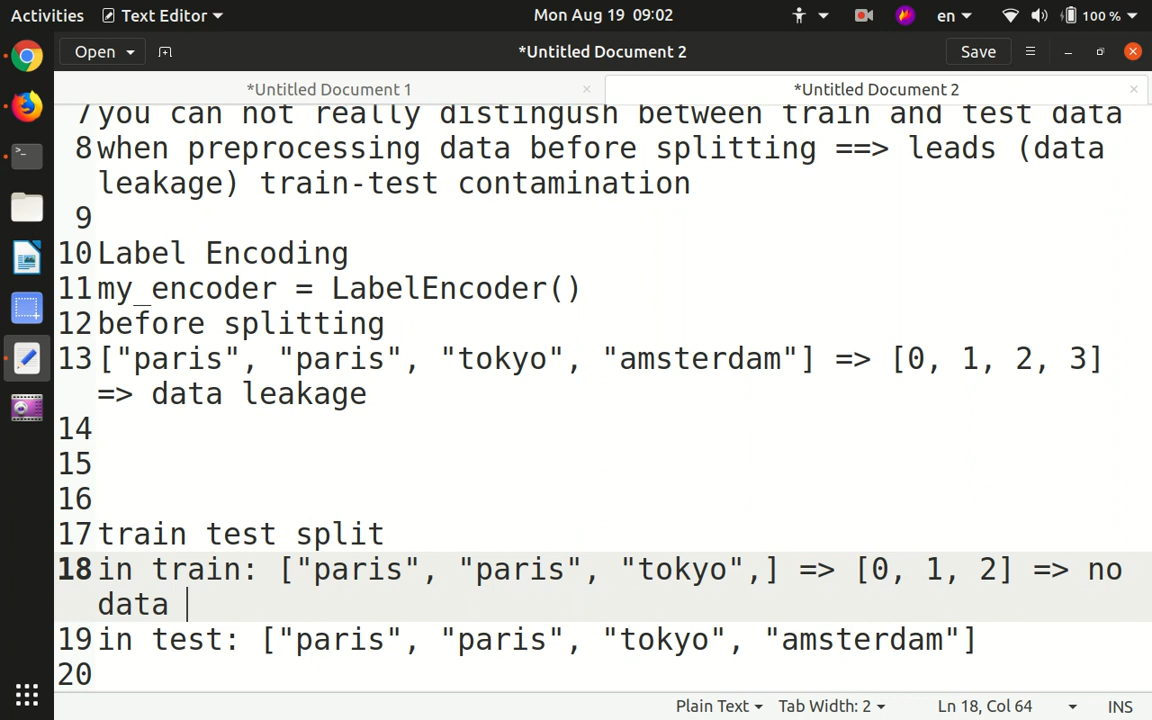 Activities
Text Editor
Mon Aug 19 09:02
en
100 %
Open
*Untitled Document 2
Save
*Untitled Document 1
*Untitled Document 2
7 you can not really distingush between train and test data
8 when preprocessing data before splitting ==> leads (data
leakage) train-test contamination
9
10 Label Encoding
11 my_encoder = LabelEncoder()
12 before splitting
13 ["paris", "paris", "tokyo", "amsterdam"] => [0, 1, 2, 3]
=> data leakage
14
15
16
17 train test split
18 in train: ["paris", "paris", "tokyo",] => [0, 1, 2] => no
data
19 in test: ["paris", "paris", "tokyo", "amsterdam"]
20
Plain Text
Tab Width: 2
Ln 18, Col 64
INS